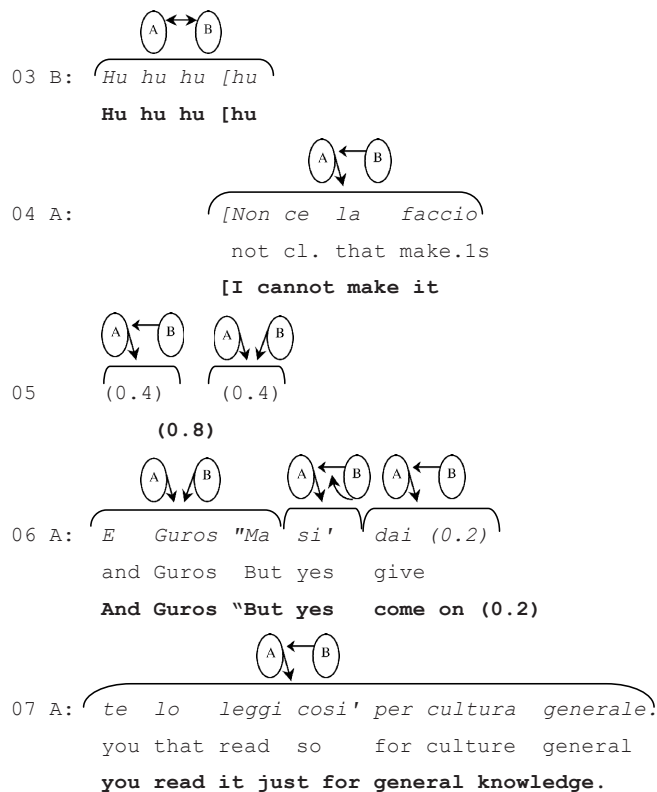 A B
03 B: Hu hu hu [hu
Hu hu hu [hu
A B
04 A: [Non ce la faccio
not cl. that make.1s
[I cannot make it
A B A B
05 (0.4) (0.4)
(0.8)
A B A B A B
06 A: E Guros "Ma si' dai (0.2)
and Guros But yes give
And Guros “But yes come on (0.2)
A B
07 A: te lo leggi cosi' per cultura generale.
you that read so for culture general
you read it just for general knowledge.